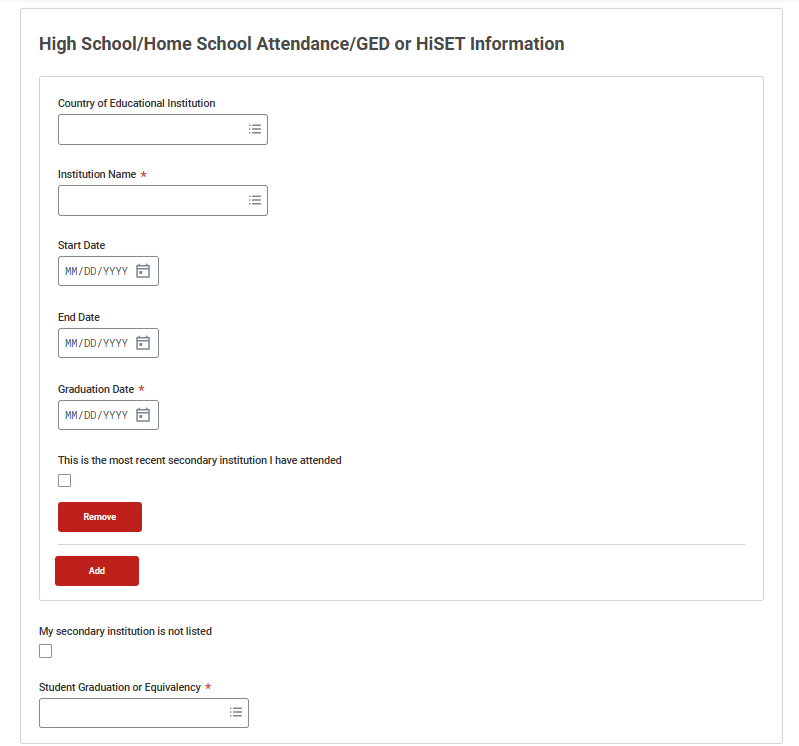 High School/Home School Attendance/GED or HiSET Information
Country of Educational Institution
Institution Name *
Start Date
MM/DD/YYYY
End Date
MM/DD/YYYY
Graduation Date *
MM/DD/YYYY
This is the most recent secondary institution I have attended
Remove
Add
My secondary institution is not listed
Student Graduation or Equivalency *